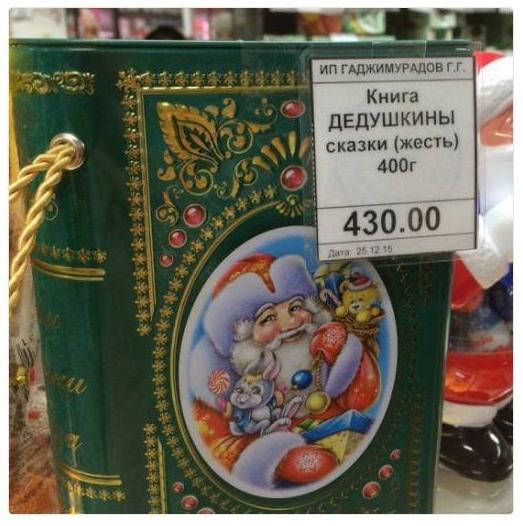 ИП ГАДЖИМУРАДОВ Г.Г.
Книга
ДЕДУШКИНЫ
сказки (жесть)
400г
430.00
Дата: 25.12.15